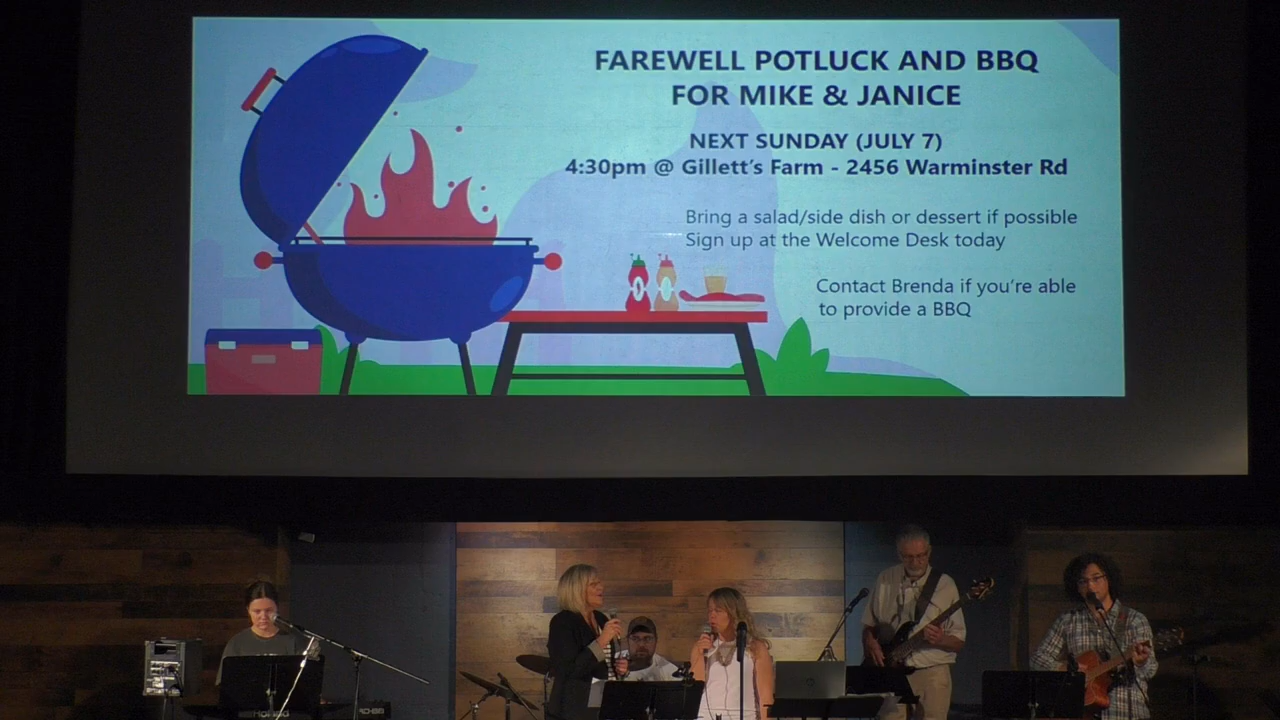 FAREWELL POTLUCK AND BBQ
FOR MIKE & JANICE
NEXT SUNDAY (JULY 7)
4:30pm @ Gillett's Farm - 2456 Warminster Rd
Bring a salad/side dish or dessert if possible
Sign up at the Welcome Desk today
Contact Brenda if you're able
to provide a BBQ